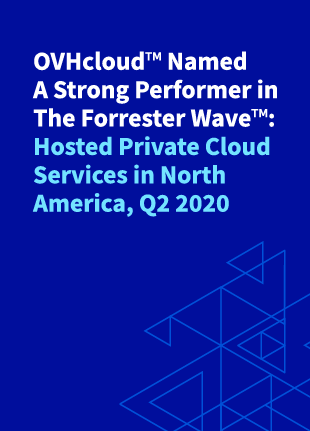 OVHcloud™ Named
A Strong Performer in
The Forrester Wave™:
Hosted Private Cloud
Services in North
America, Q2 2020